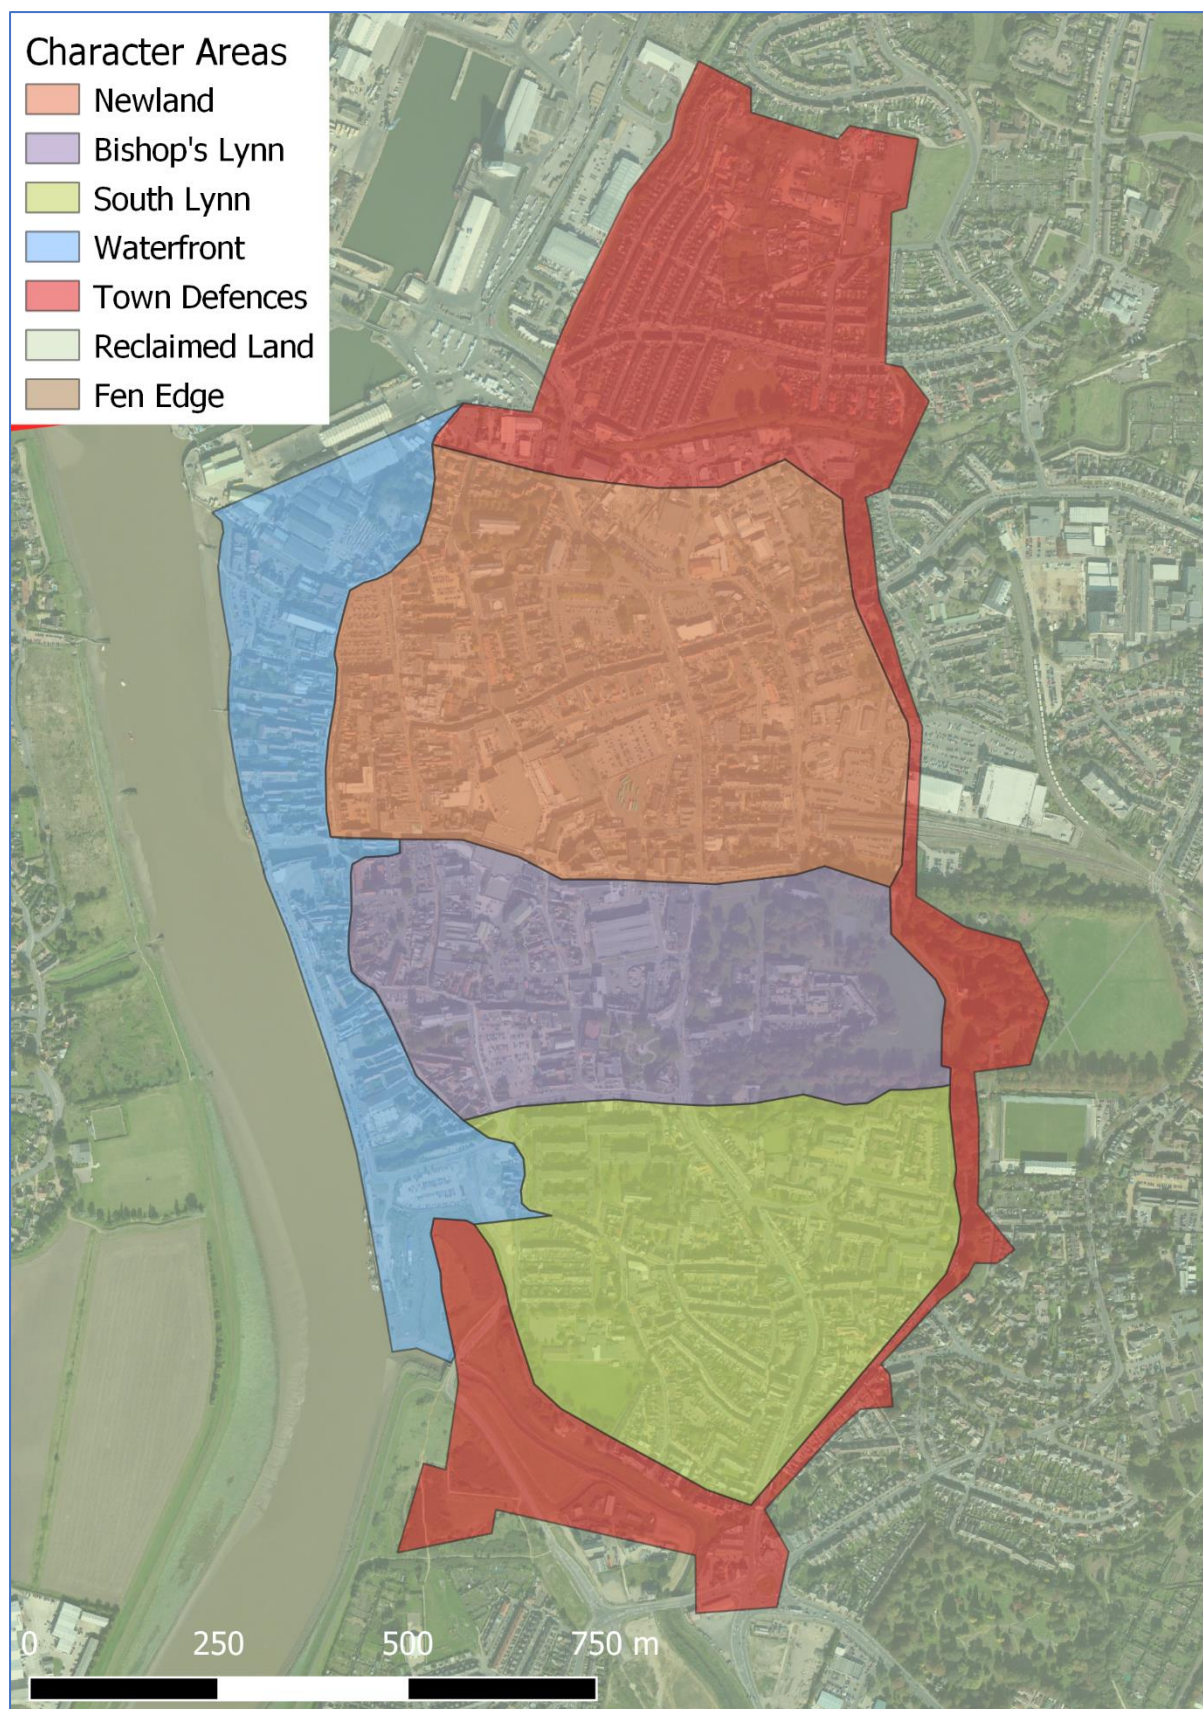 Character Areas
Newland
Bishop's Lynn
South Lynn
Waterfront
Town Defences
Reclaimed Land
Fen Edge
0 250 500 750 m